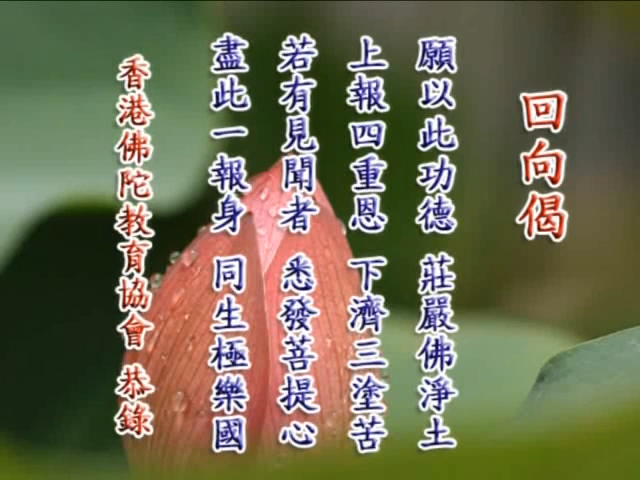 回向偈
願以此功德 莊嚴佛淨土
上報四重恩 下濟三塗苦
若有見聞者 悉發菩提心
盡此一報身 同生極樂國
香港佛陀教育協會 恭錄